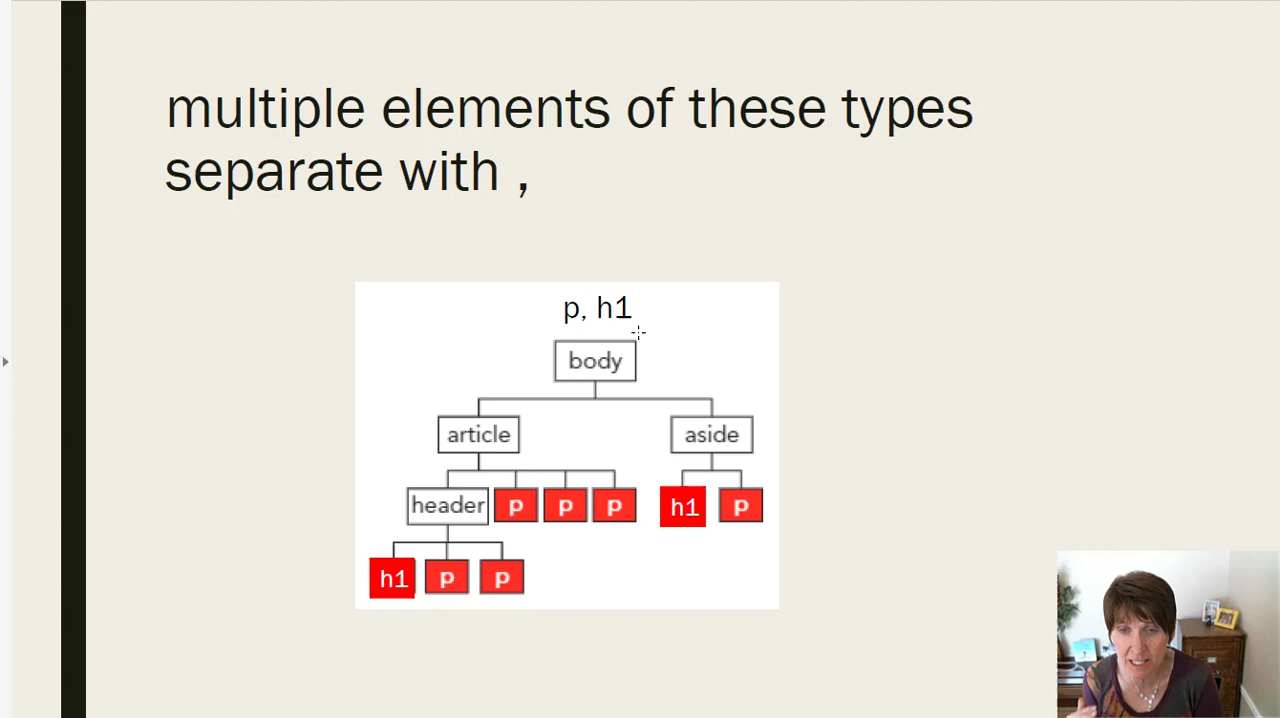 multiple elements of these types
separate with ,
p, h1
body
article aside
header p p p h1 p
h1 p p